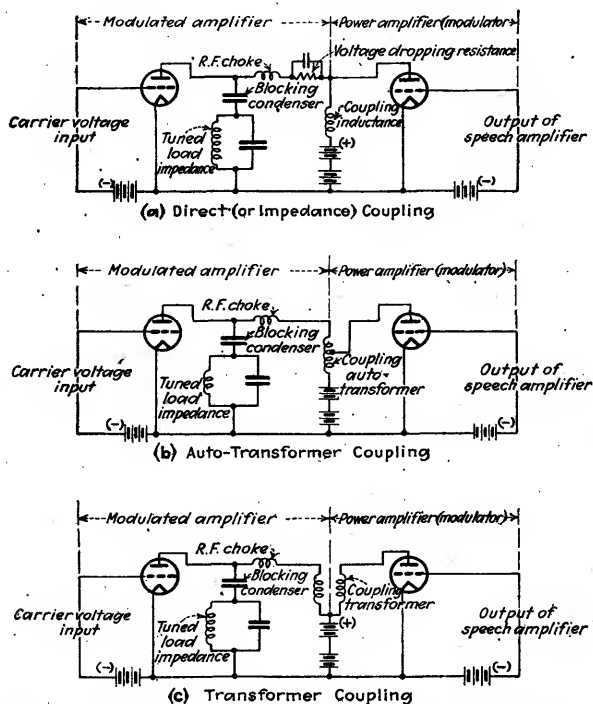 Modulated amplifier
Power amplifier (modulator)
R.F. choke
Voltage dropping resistance
Blocking
condenser
Coupling
inductance
Carrier voltage
input
Tuned
load
impedance
(+)
Output of
speech amplifier
(-)
(-)
(a) Direct (or Impedance) Coupling
Modulated amplifier
Power amplifier (modulator)
R.F. choke
Blocking
condenser
Coupling
auto-
transformer
Carrier voltage
input
Tuned
load
impedance
Output of
speech amplifier
(-)
(-)
(b) Auto-Transformer Coupling
Modulated amplifier
Power amplifier (modulator)
R.F. choke
Blocking
condenser
Coupling
transformer
Carrier voltage
input
Tuned
load
impedance
(+)
Output of
speech amplifier
(-)
(-)
(c) Transformer Coupling